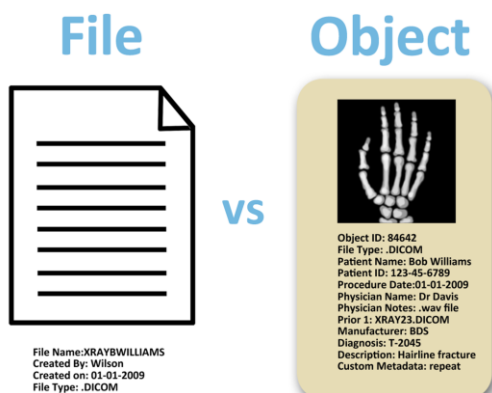 File
Object
vs
File Name:XRAYBWILLIAMS
Created By: Wilson
Created on: 01-01-2009
File Type: .DICOM
Object ID: 84642
File Type: .DICOM
Patient Name: Bob Williams
Patient ID: 123-45-6789
Procedure Date:01-01-2009
Physician Name: Dr Davis
Physician Notes: .wav file
Prior 1: XRAY23.DICOM
Manufacturer: BDS
Diagnosis: T-2045
Description: Hairline fracture
Custom Metadata: repeat